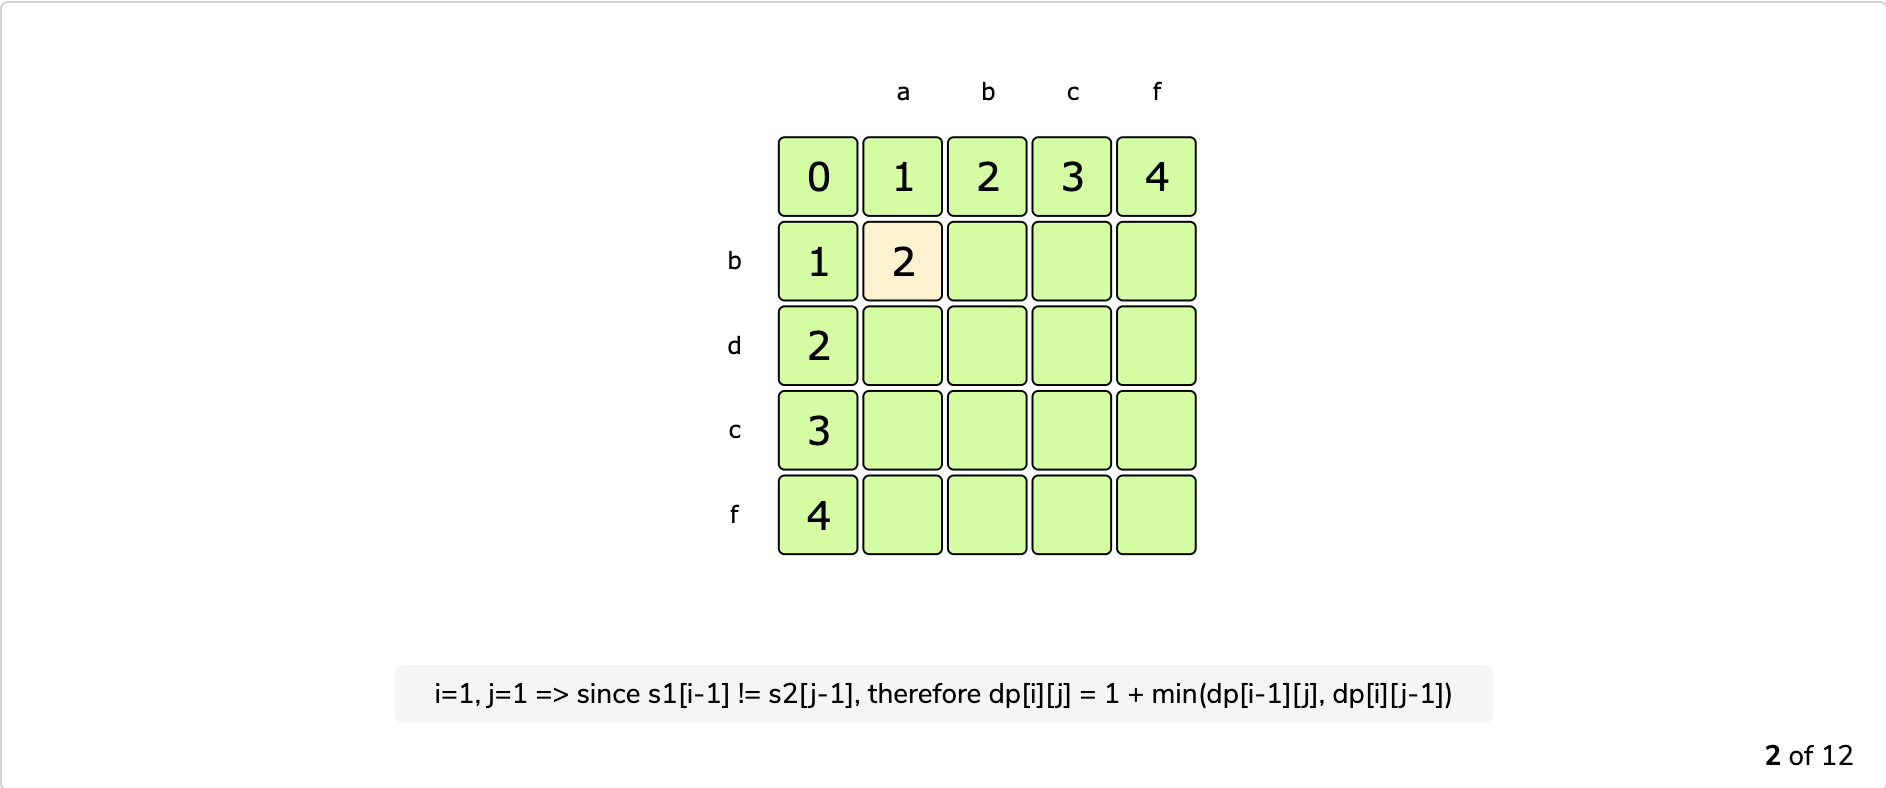 a b c f
0 1 2 3 4
b 1 2
d 2
c 3
f 4
i=1, j=1 => since s1[i-1] != s2[j-1], therefore dp[i][j] = 1 + min(dp[i-1][j], dp[i][j-1])
2 of 12